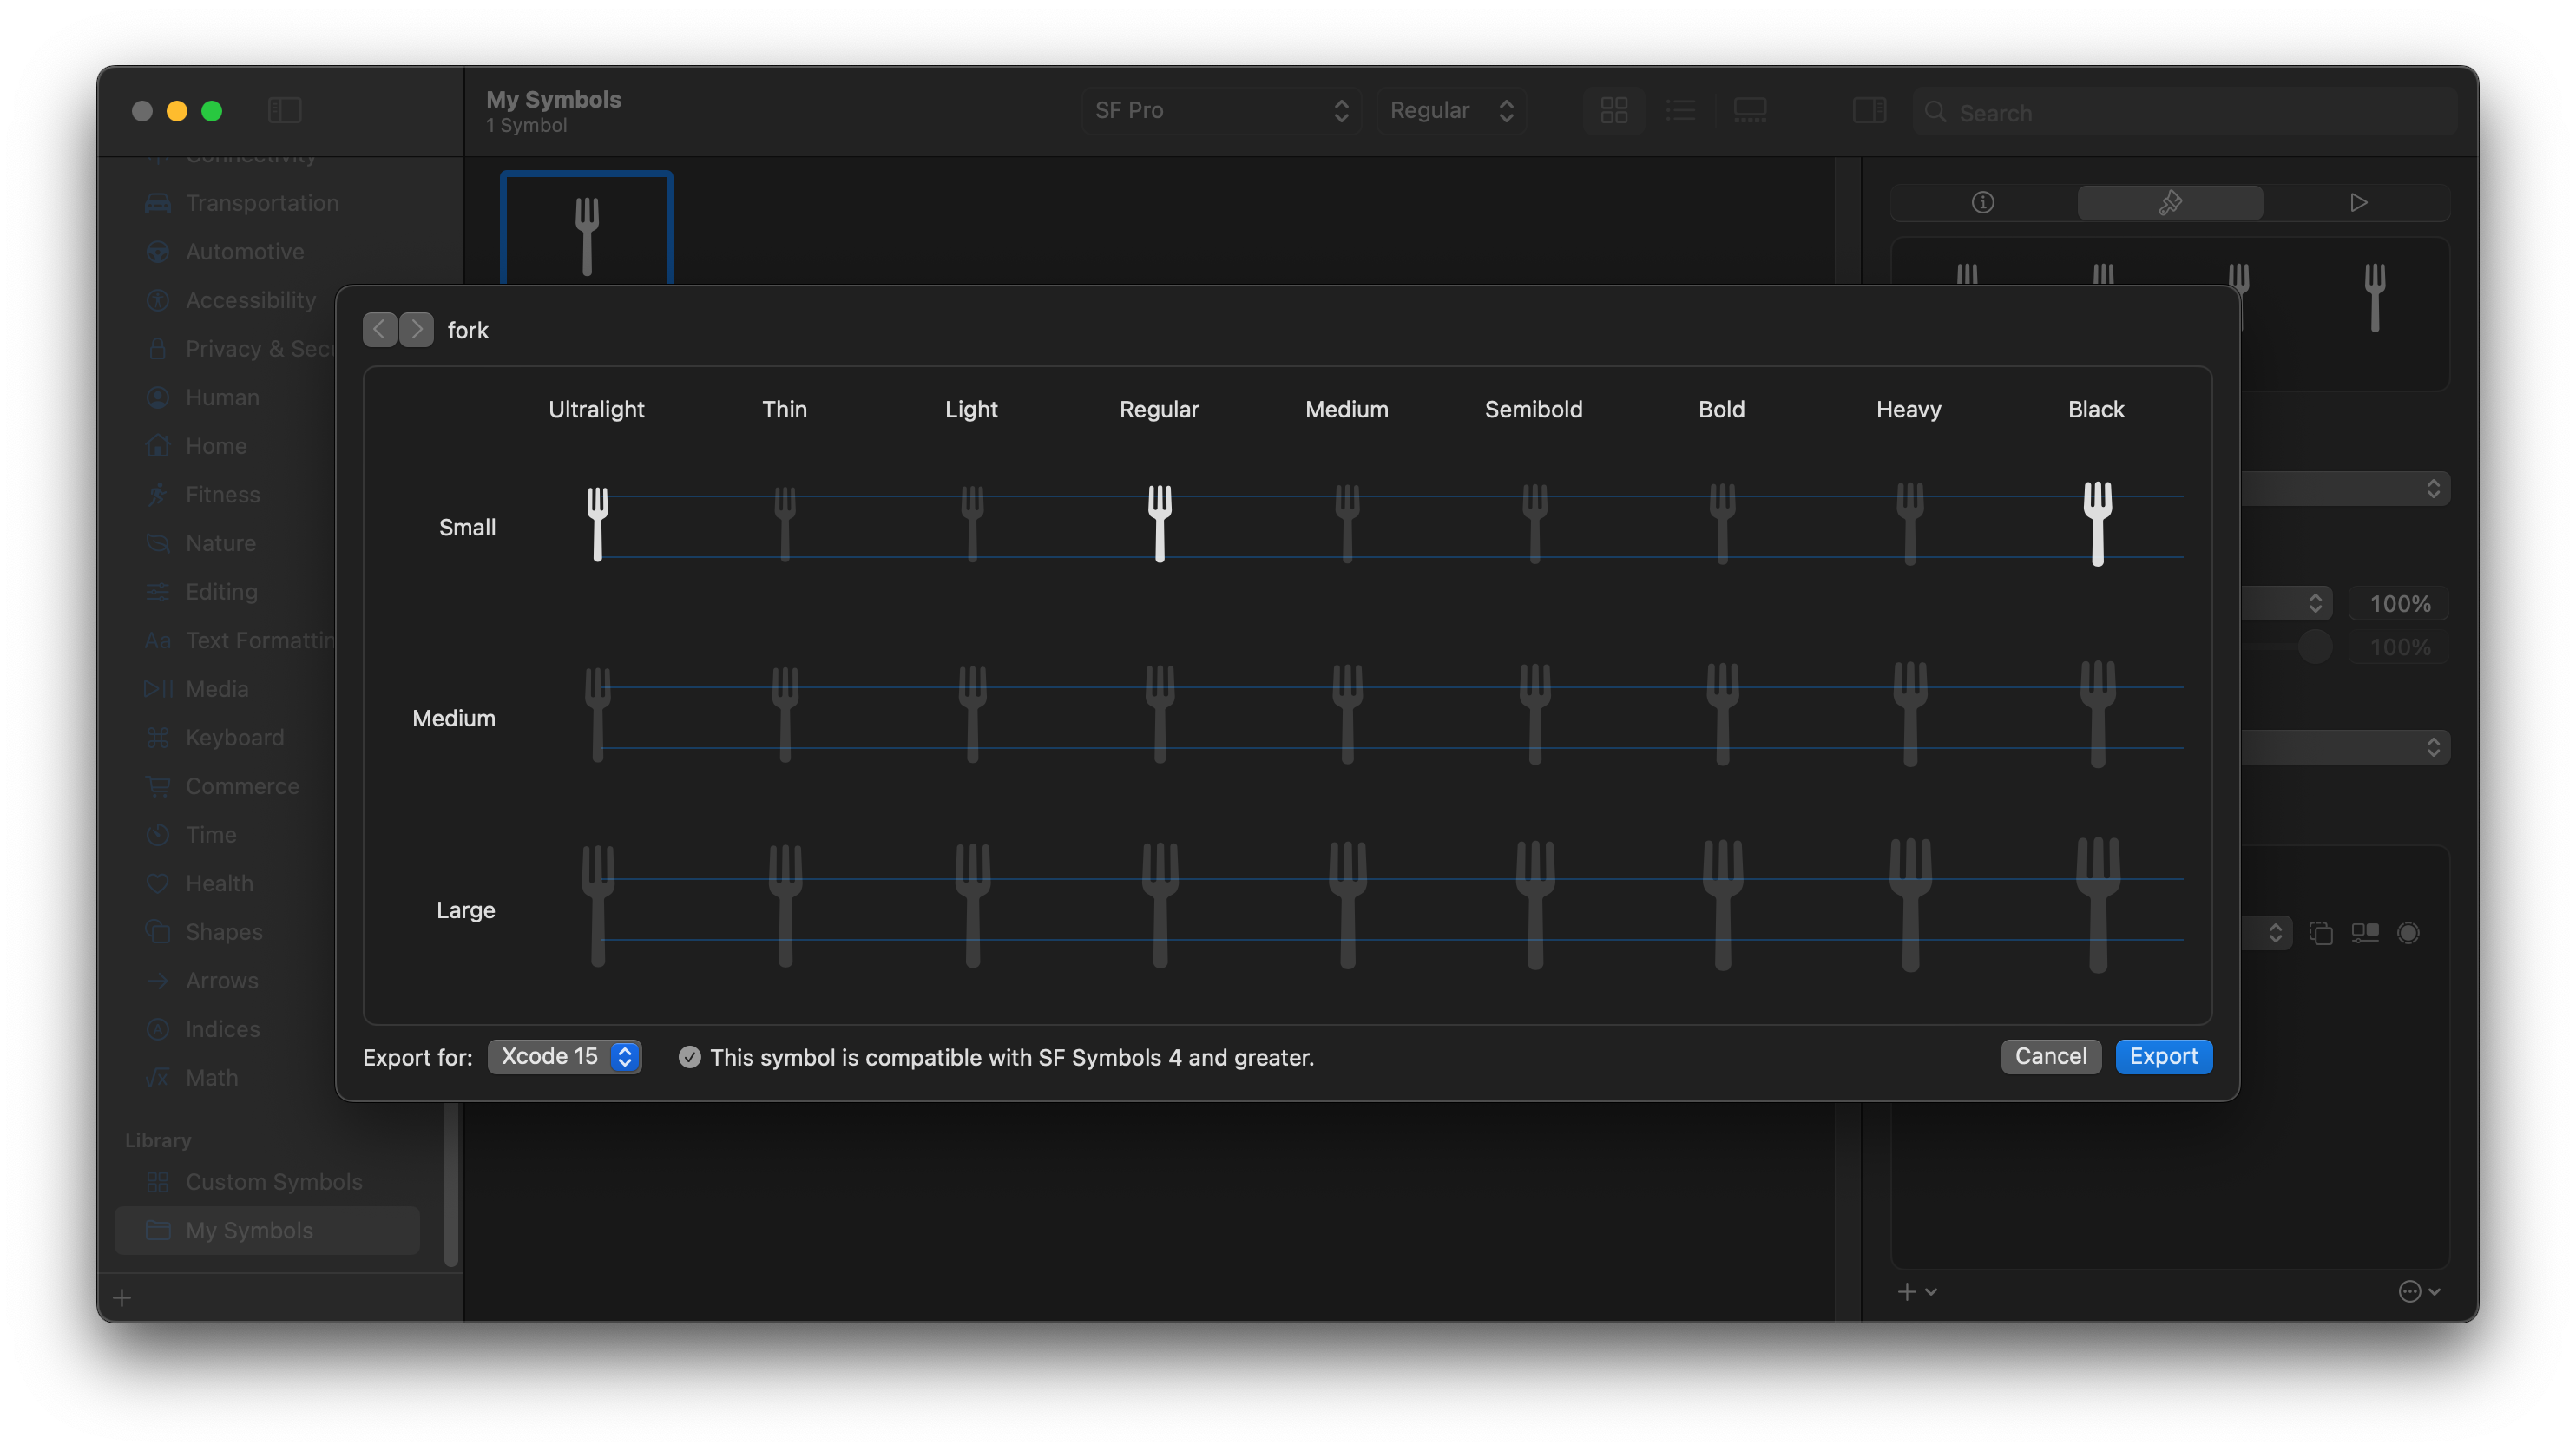 My Symbols
1 Symbol
SF Pro
Regular
Search
Connectivity
Transportation
Automotive
Accessibility
Privacy & Secu
Human
Home
Fitness
Nature
Editing
Aa Text Formattin
Media
Keyboard
Commerce
Time
Health
Shapes
Arrows
Indices
Math
Library
Custom Symbols
My Symbols
fork
Ultralight Thin Light Regular Medium Semibold Bold Heavy Black
Small
Medium
Large
Export for: Xcode 15 This symbol is compatible with SF Symbols 4 and greater. Cancel Export
100%
100%